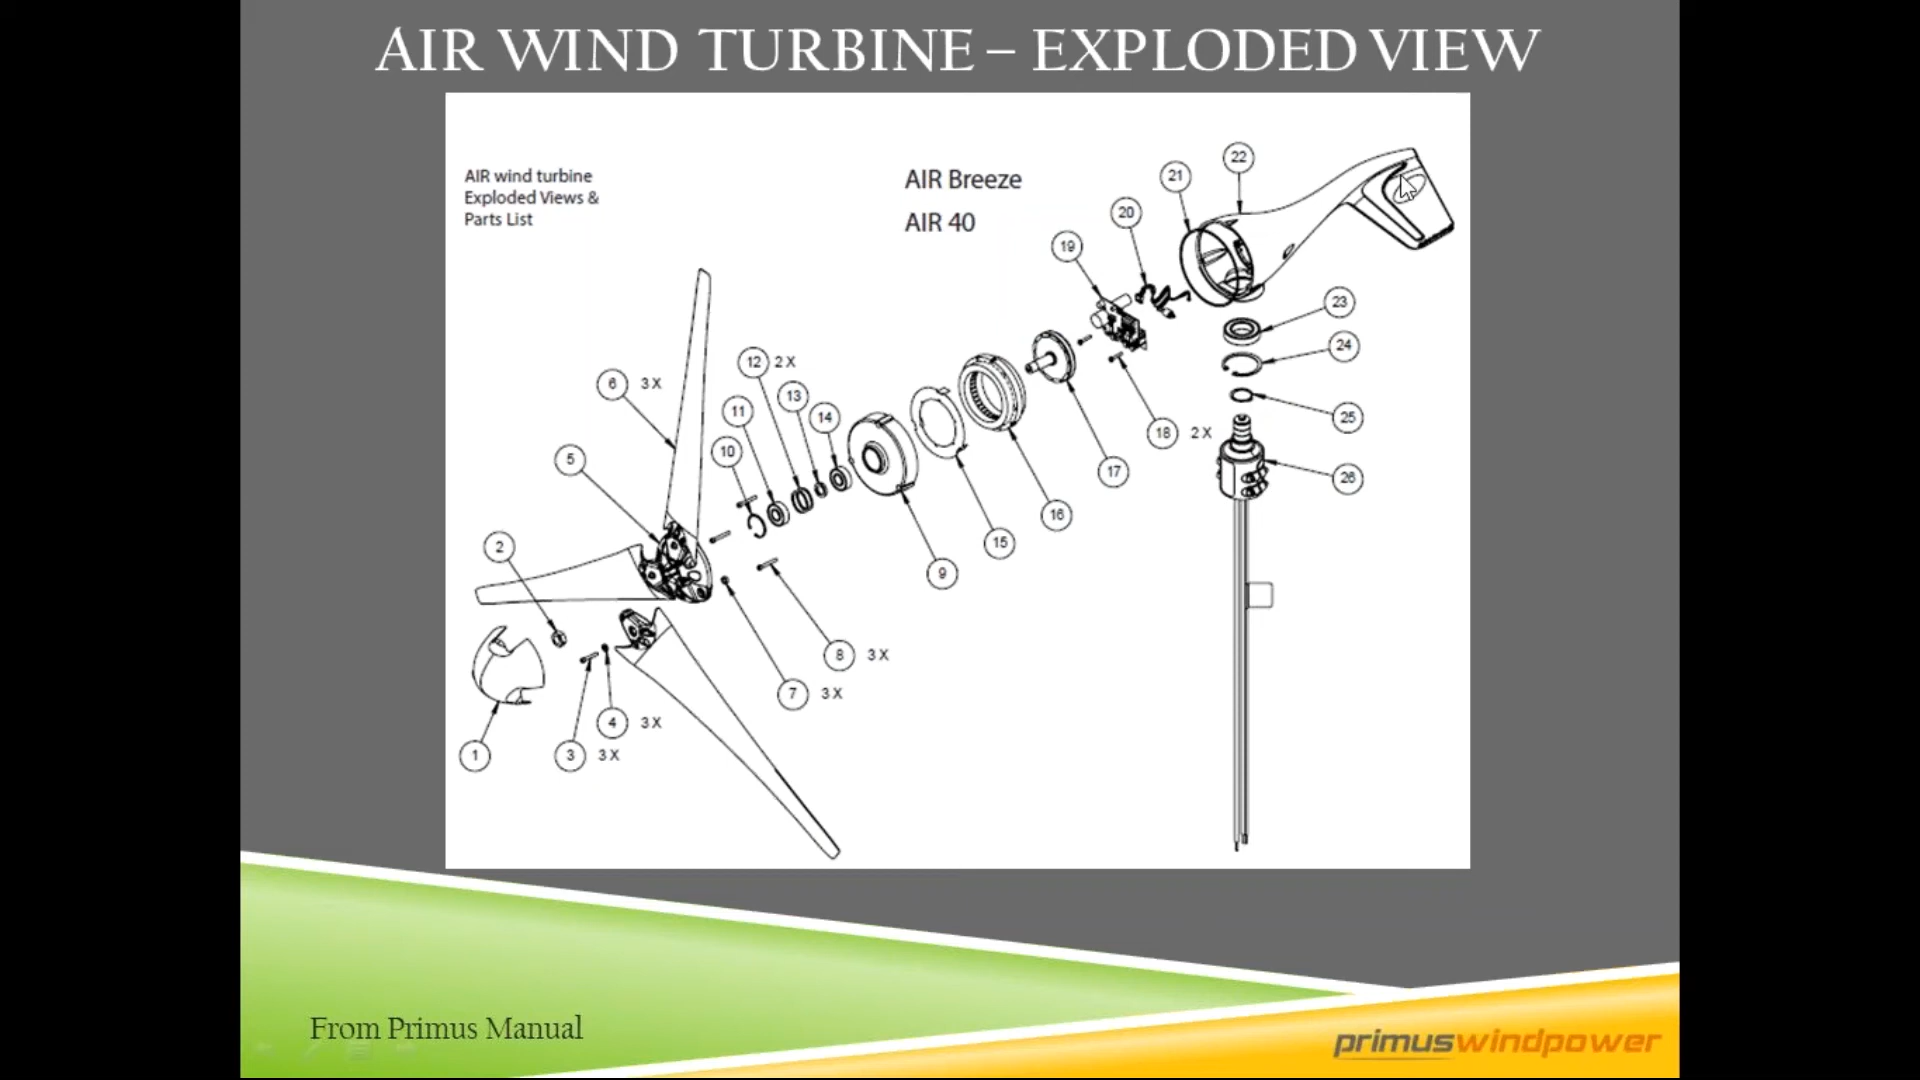 AIR WIND TURBINE – EXPLODED VIEW
AIR wind turbine
Exploded Views &
Parts List
AIR Breeze
AIR 40
22
21
20
19
23
24
12 2 X
6 3 X
13
11
14
25
18 2 X
10
5
17
26
16
2
15
9
8 3 X
7 3 X
4 3 X
1
3 3 X
From Primus Manual
primuswindpower